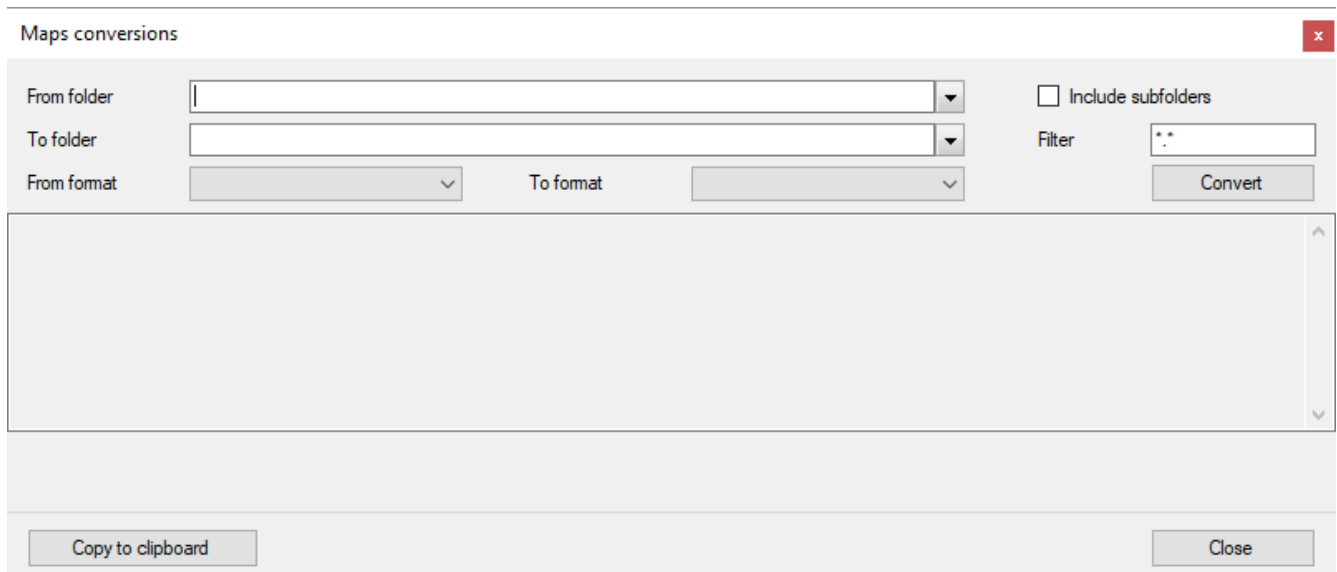 Maps conversions
x
From folder
Include subfolders
To folder
Filter *.*
From format To format Convert
Copy to clipboard Close